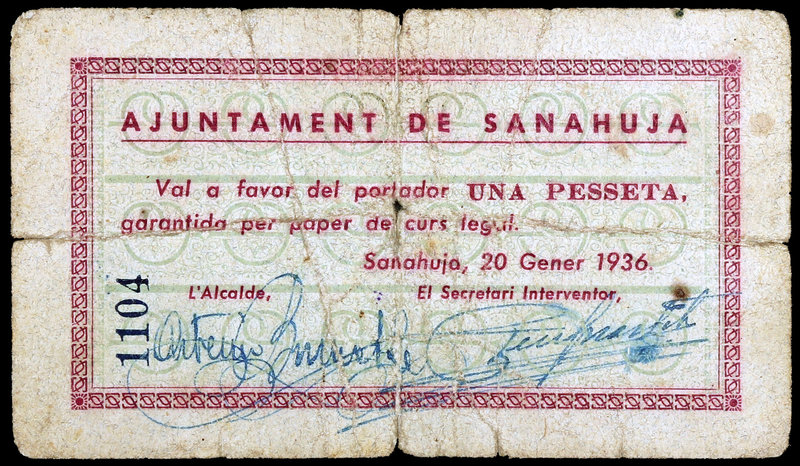 AJUNTAMENT DE SANAHUJA
Val a favor del portador UNA PESSETA,
garantida per paper de curs legal.
Sanahuja, 20 Gener 1936.
L'Alcalde, El Secretari Interventor,
1104